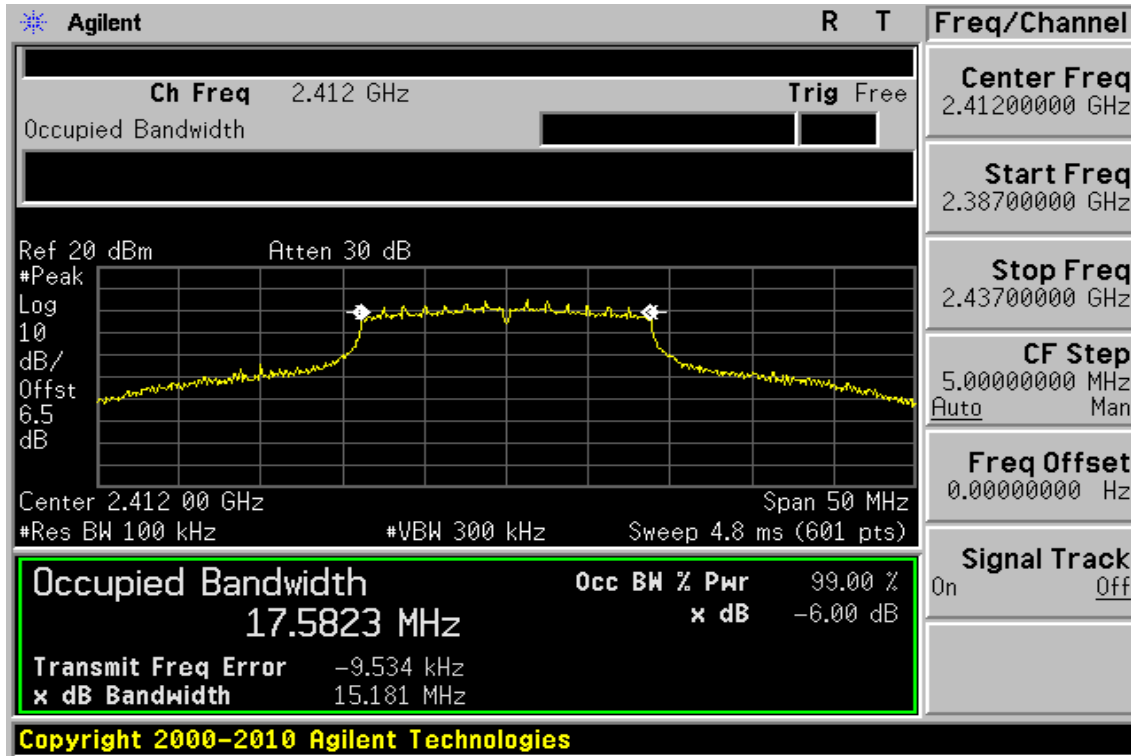 Agilent R T
Ch Freq 2.412 GHz Trig Free
Occupied Bandwidth
Ref 20 dBm Atten 30 dB
#Peak
Log
10
dB/
Offst
6.5
dB
Center 2.412 00 GHz Span 50 MHz
#Res BW 100 kHz #VBW 300 kHz Sweep 4.8 ms (601 pts)
Occupied Bandwidth
17.5823 MHz
Occ BW % Pwr 99.00 %
x dB -6.00 dB
Transmit Freq Error -9.534 kHz
x dB Bandwidth 15.181 MHz
Copyright 2000-2010 Agilent Technologies
Freq/Channel
Center Freq
2.41200000 GHz
Start Freq
2.38700000 GHz
Stop Freq
2.43700000 GHz
CF Step
5.00000000 MHz
Auto Man
Freq Offset
0.00000000 Hz
Signal Track
On Off